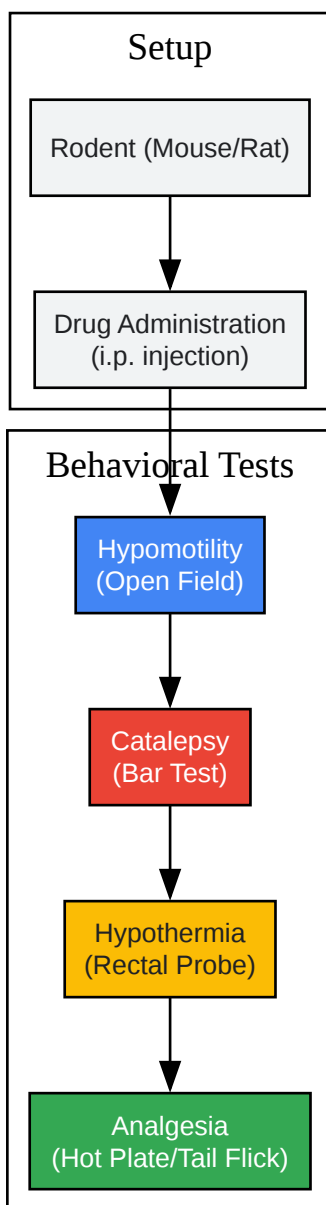 Setup
Rodent (Mouse/Rat)
Drug Administration
(i.p. injection)
Behavioral Tests
Hypomotility
(Open Field)
Catalepsy
(Bar Test)
Hypothermia
(Rectal Probe)
Analgesia
(Hot Plate/Tail Flick)